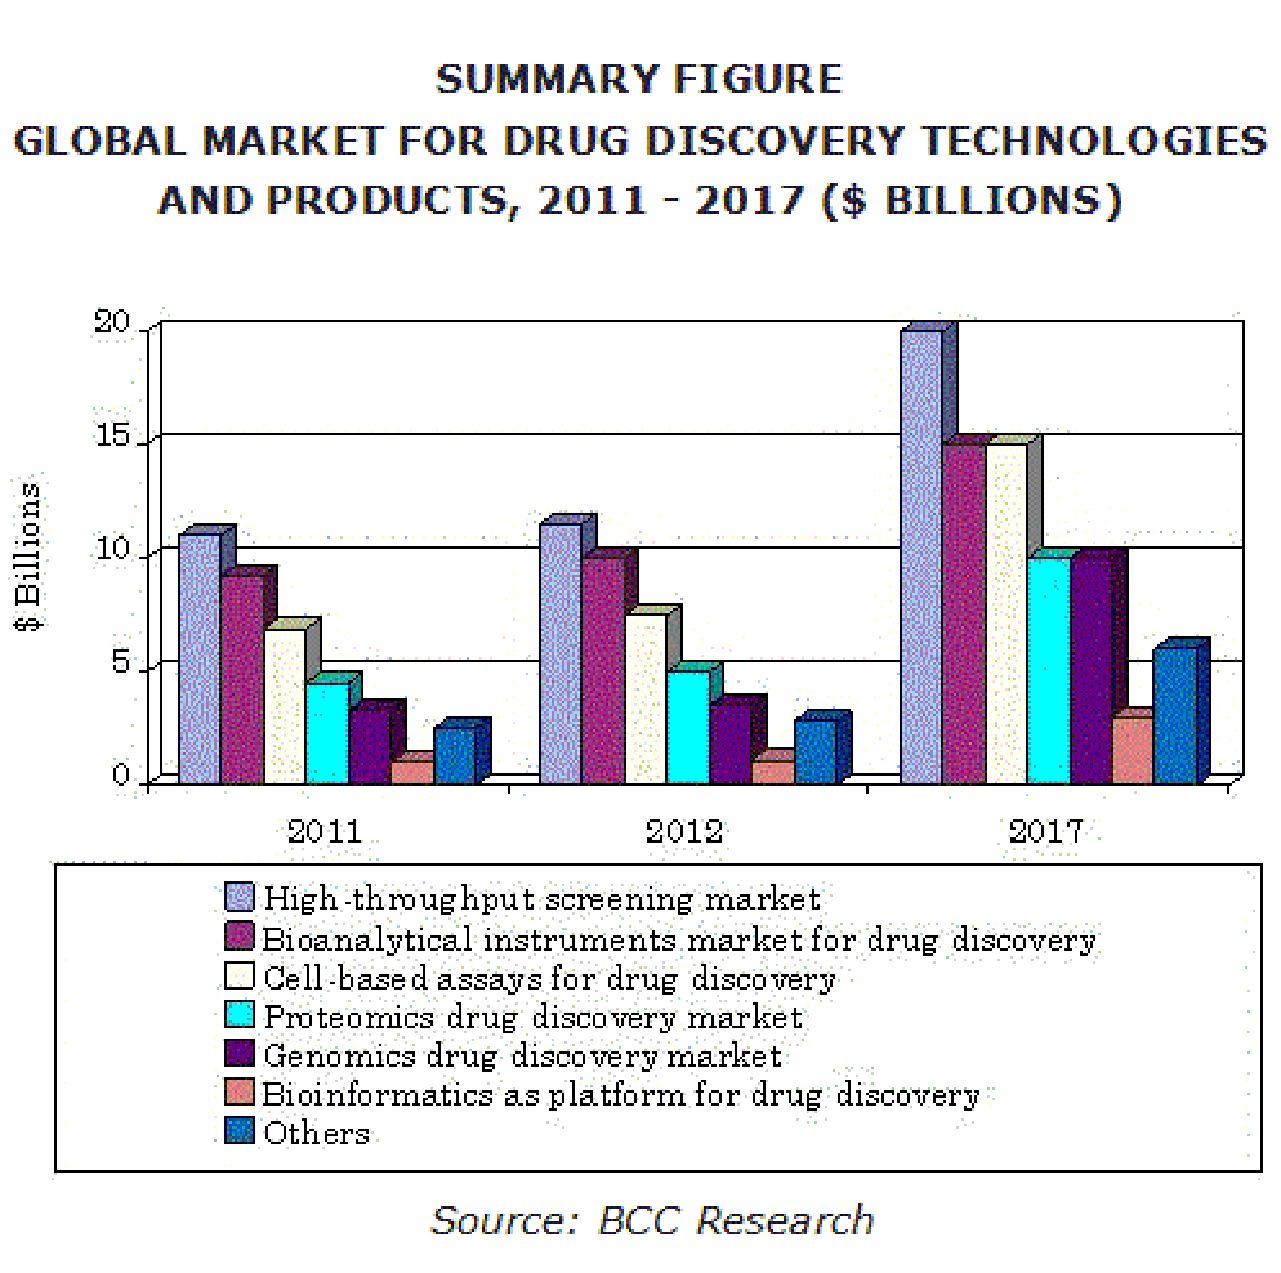 SUMMARY FIGURE
GLOBAL MARKET FOR DRUG DISCOVERY TECHNOLOGIES
AND PRODUCTS, 2011 - 2017 ($ BILLIONS)
20
15
10
5
0
$ Billions
2011 2012 2017
High-throughput screening market
Bioanalytical instruments market for drug discovery
Cell-based assays for drug discovery
Proteomics drug discovery market
Genomics drug discovery market
Bioinformatics as platform for drug discovery
Others
Source: BCC Research